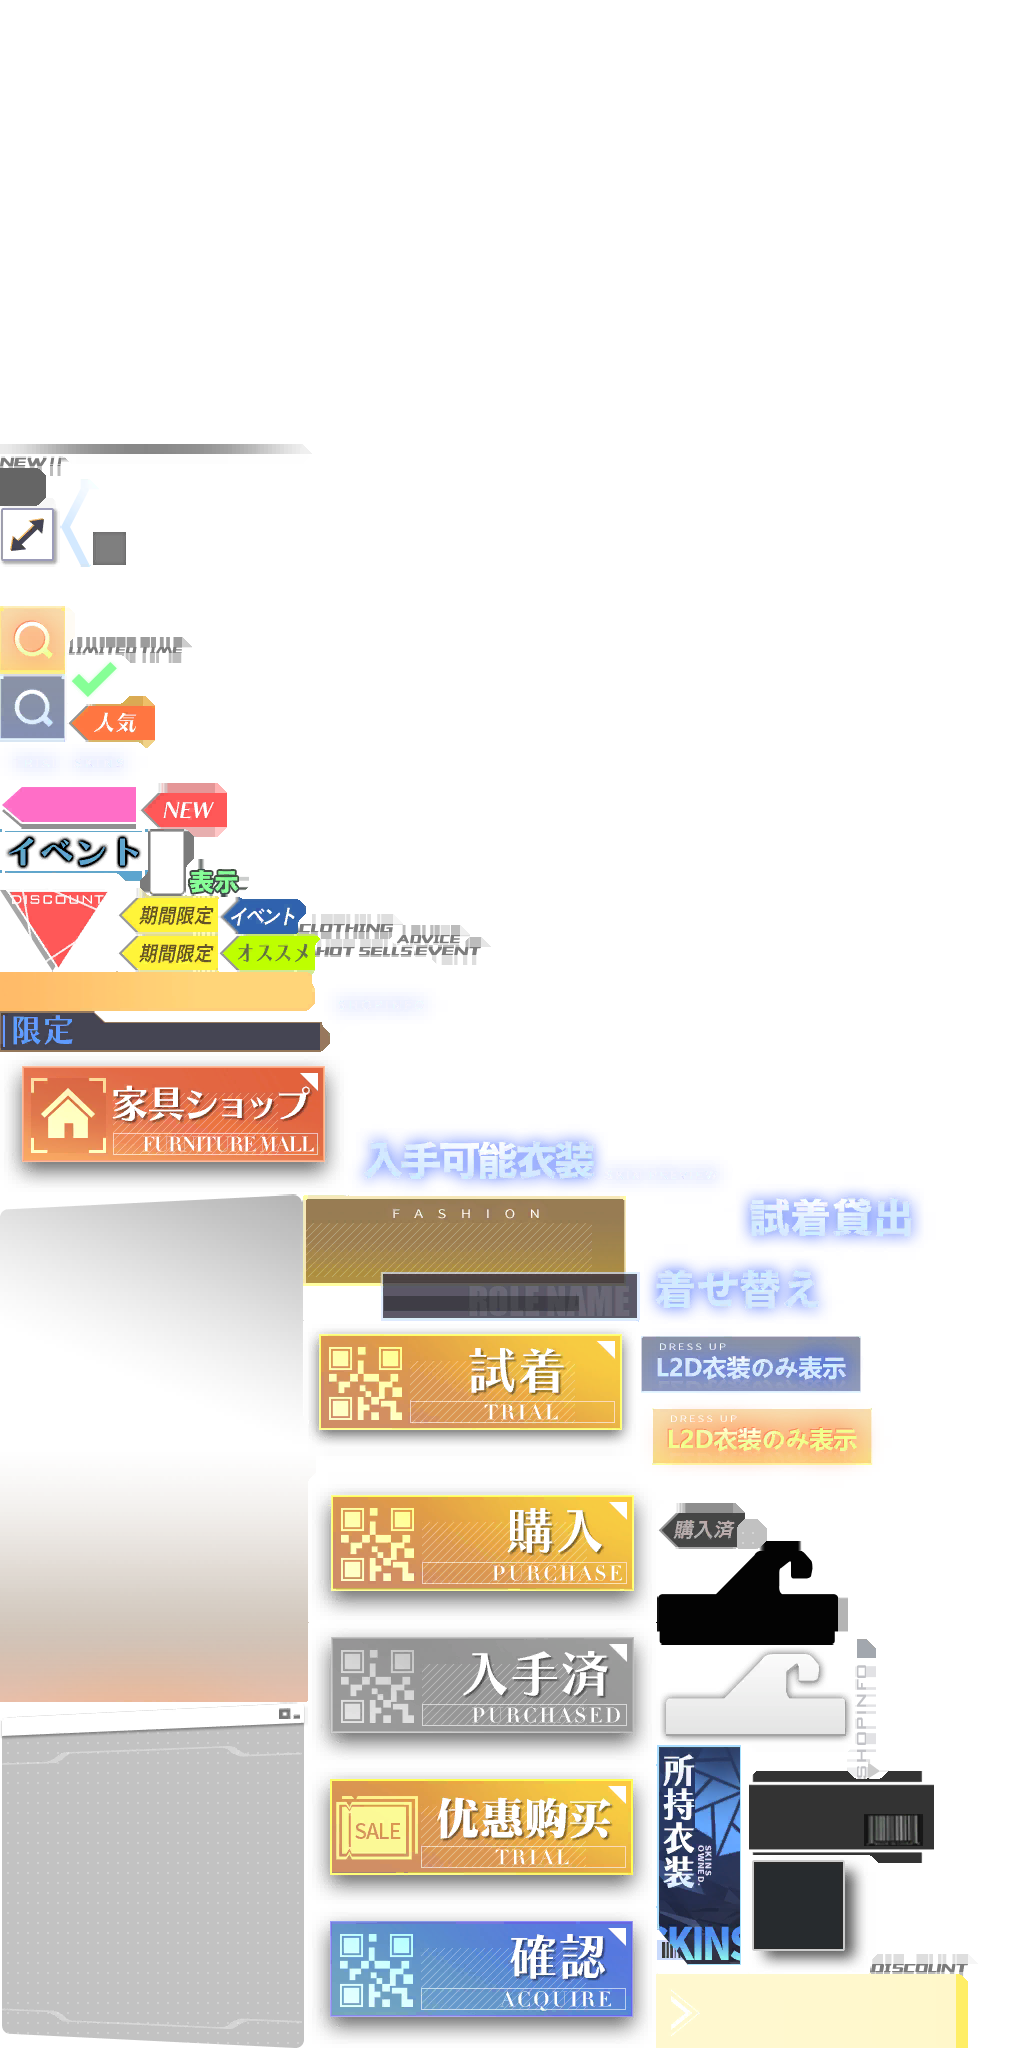 NEW !!
LIMITED TIME
人気
NEW
イベント
表示
DISCOUNT
期間限定
イベント
CLOTHING
ADVICE
期間限定
オススメ
HOT SELLS
EVENT
限定
家具ショップ
FURNITURE MALL
入手可能衣装
試着貸出
FASHION
ROLE NAME
着せ替え
試着
TRIAL
DRESS UP
L2D衣装のみ表示
DRESS UP
L2D衣装のみ表示
購入
PURCHASE
購入済
入手済
PURCHASED
SHOPINFO
所持衣装
SKINS
OWNED.
SKINS
SALE
优惠购买
TRIAL
確認
ACQUIRE
DISCOUNT